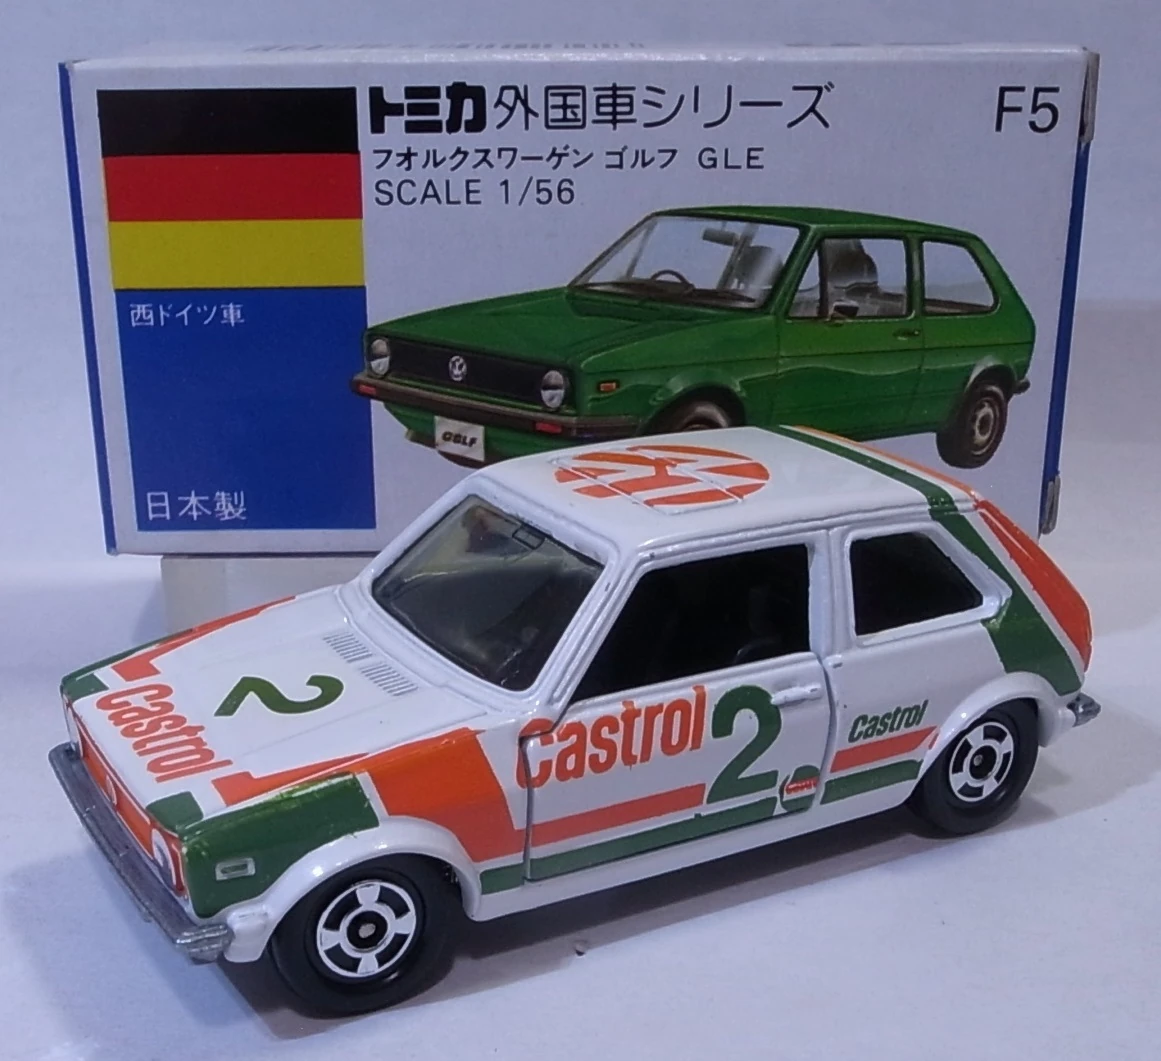 トミカ 外国車シリーズ F5
フオルクスワーゲン ゴルフ GLE
SCALE 1/56
西ドイツ車
日本製
GOLF
2
Castrol
Castrol 2
Castrol